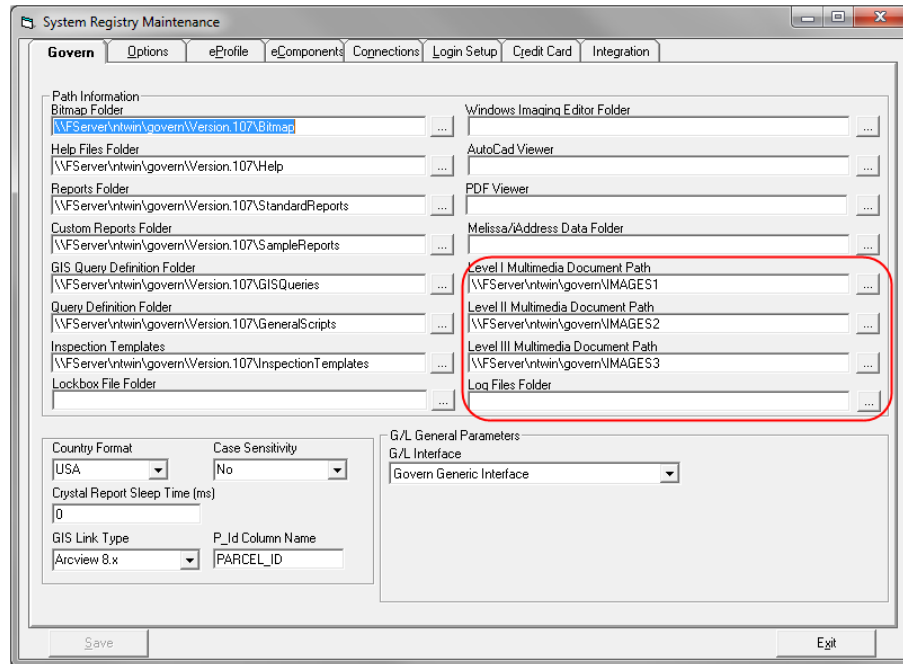 System Registry Maintenance
Govern Options eProfile eComponents Connections Login Setup Credit Card Integration
Path Information
Bitmap Folder
\\FServer\ntwin\govern\Version.107\Bitmap
...
Help Files Folder
\\FServer\ntwin\govern\Version.107\Help
...
Reports Folder
\\FServer\ntwin\govern\Version.107\StandardReports
...
Custom Reports Folder
\\FServer\ntwin\govern\Version.107\SampleReports
...
GIS Query Definition Folder
\\FServer\ntwin\govern\Version.107\GISQueries
...
Query Definition Folder
\\FServer\ntwin\govern\Version.107\GeneralScripts
...
Inspection Templates
\\FServer\ntwin\govern\Version.107\InspectionTemplates
...
Lockbox File Folder
...
Windows Imaging Editor Folder
...
AutoCad Viewer
...
PDF Viewer
...
Melissa/iAddress Data Folder
...
Level I Multimedia Document Path
\\FServer\ntwin\govern\IMAGES1
...
Level II Multimedia Document Path
\\FServer\ntwin\govern\IMAGES2
...
Level III Multimedia Document Path
\\FServer\ntwin\govern\IMAGES3
...
Log Files Folder
...
Country Format
USA
Case Sensitivity
No
Crystal Report Sleep Time (ms)
0
GIS Link Type
Arcview 8.x
P_Id Column Name
PARCEL_ID
G/L General Parameters
G/L Interface
Govern Generic Interface
Save
Exit